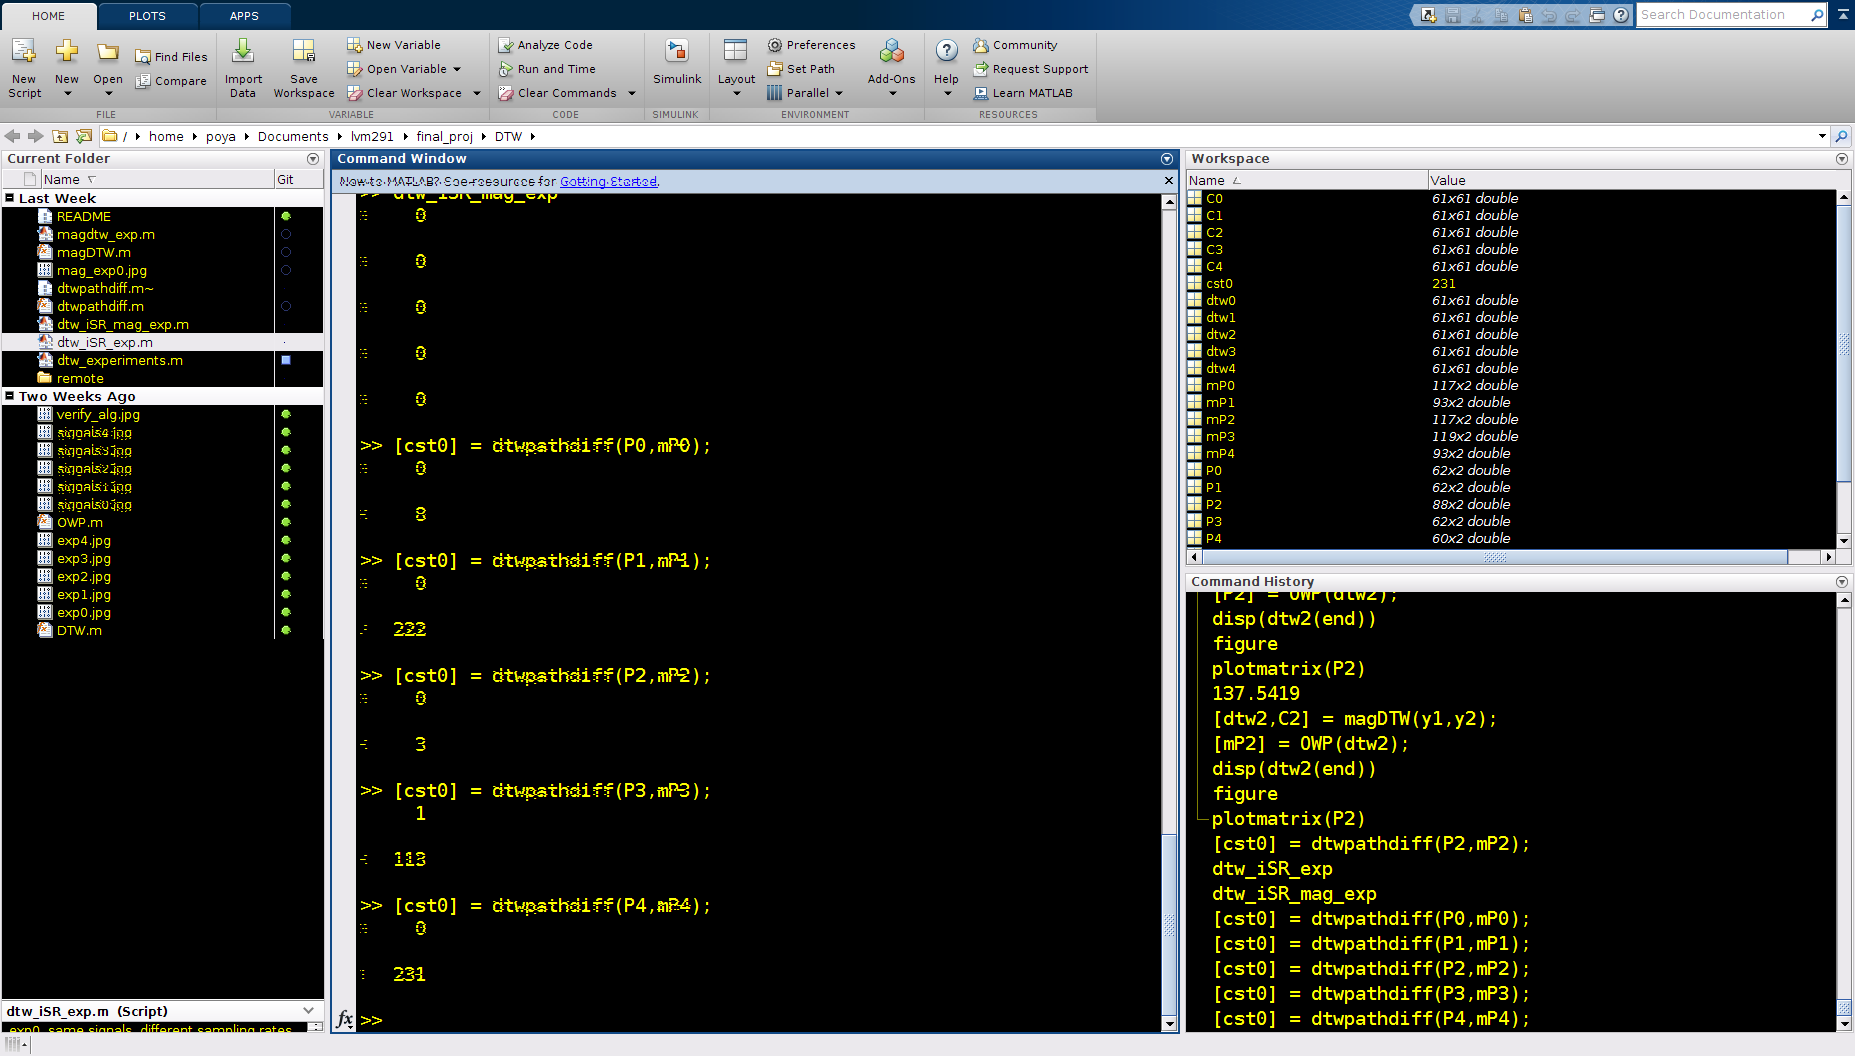 HOME PLOTS APPS
Search Documentation
New Script
New
Open
Find Files
Compare
Import Data
Save Workspace
New Variable
Open Variable
Clear Workspace
Analyze Code
Run and Time
Clear Commands
Simulink
Layout
Preferences
Set Path
Parallel
Add-Ons
Help
Community
Request Support
Learn MATLAB
FILE VARIABLE CODE SIMULINK ENVIRONMENT RESOURCES
/ home poya Documents lvm291 final_proj DTW
Current Folder
Name Git
Last Week
README
magdtw_exp.m
magDTW.m
mag_exp0.jpg
dtwpathdiff.m~
dtwpathdiff.m
dtw_iSR_mag_exp.m
dtw_iSR_exp.m
dtw_experiments.m
remote
Two Weeks Ago
verify_alg.jpg
signals4.jpg
signals3.jpg
signals2.jpg
signals1.jpg
signals0.jpg
OWP.m
exp4.jpg
exp3.jpg
exp2.jpg
exp1.jpg
exp0.jpg
DTW.m
dtw_iSR_exp.m (Script)
exp0, same signals, different sampling rates
Command Window
New to MATLAB? See resources for Getting Started.
>> dtw_iSR_mag_exp
0
0
0
0
0
>> [cst0] = dtwpathdiff(P0,mP0);
0
8
>> [cst0] = dtwpathdiff(P1,mP1);
0
222
>> [cst0] = dtwpathdiff(P2,mP2);
0
3
>> [cst0] = dtwpathdiff(P3,mP3);
1
113
>> [cst0] = dtwpathdiff(P4,mP4);
0
231
fx >>
Workspace
Name Value
C0 61x61 double
C1 61x61 double
C2 61x61 double
C3 61x61 double
C4 61x61 double
cst0 231
dtw0 61x61 double
dtw1 61x61 double
dtw2 61x61 double
dtw3 61x61 double
dtw4 61x61 double
mP0 117x2 double
mP1 93x2 double
mP2 117x2 double
mP3 119x2 double
mP4 93x2 double
P0 62x2 double
P1 62x2 double
P2 88x2 double
P3 62x2 double
P4 60x2 double
Command History
[P2] = OWP(dtw2);
disp(dtw2(end))
figure
plotmatrix(P2)
137.5419
[dtw2,C2] = magDTW(y1,y2);
[mP2] = OWP(dtw2);
disp(dtw2(end))
figure
plotmatrix(P2)
[cst0] = dtwpathdiff(P2,mP2);
dtw_iSR_exp
dtw_iSR_mag_exp
[cst0] = dtwpathdiff(P0,mP0);
[cst0] = dtwpathdiff(P1,mP1);
[cst0] = dtwpathdiff(P2,mP2);
[cst0] = dtwpathdiff(P3,mP3);
[cst0] = dtwpathdiff(P4,mP4);